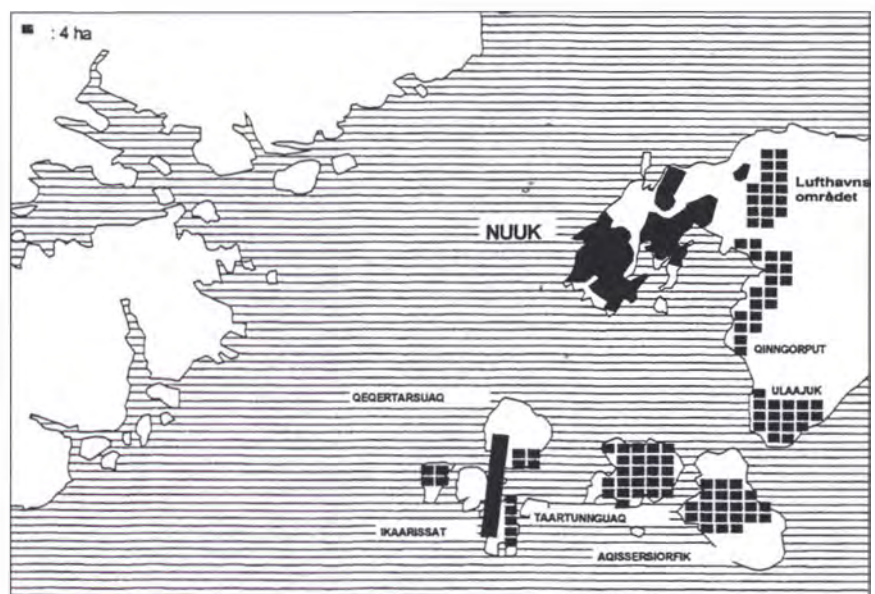 : 4 ha
Lufthavns
området
NUUK
QINNGORPUT
ULAAJUK
QEQERTARSUAQ
TAARTUNNGUAQ
IKAARISSAT
AQISSERSIORFIK